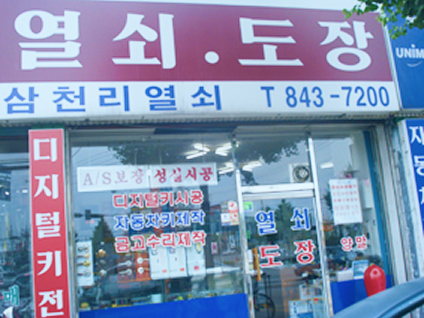 열쇠.도장
삼천리열쇠 T 843-7200
UNIM
디지털키전
A/S보장 성실시공
디지털키시공
자동차키제작
금고수리제작
열쇠
도장